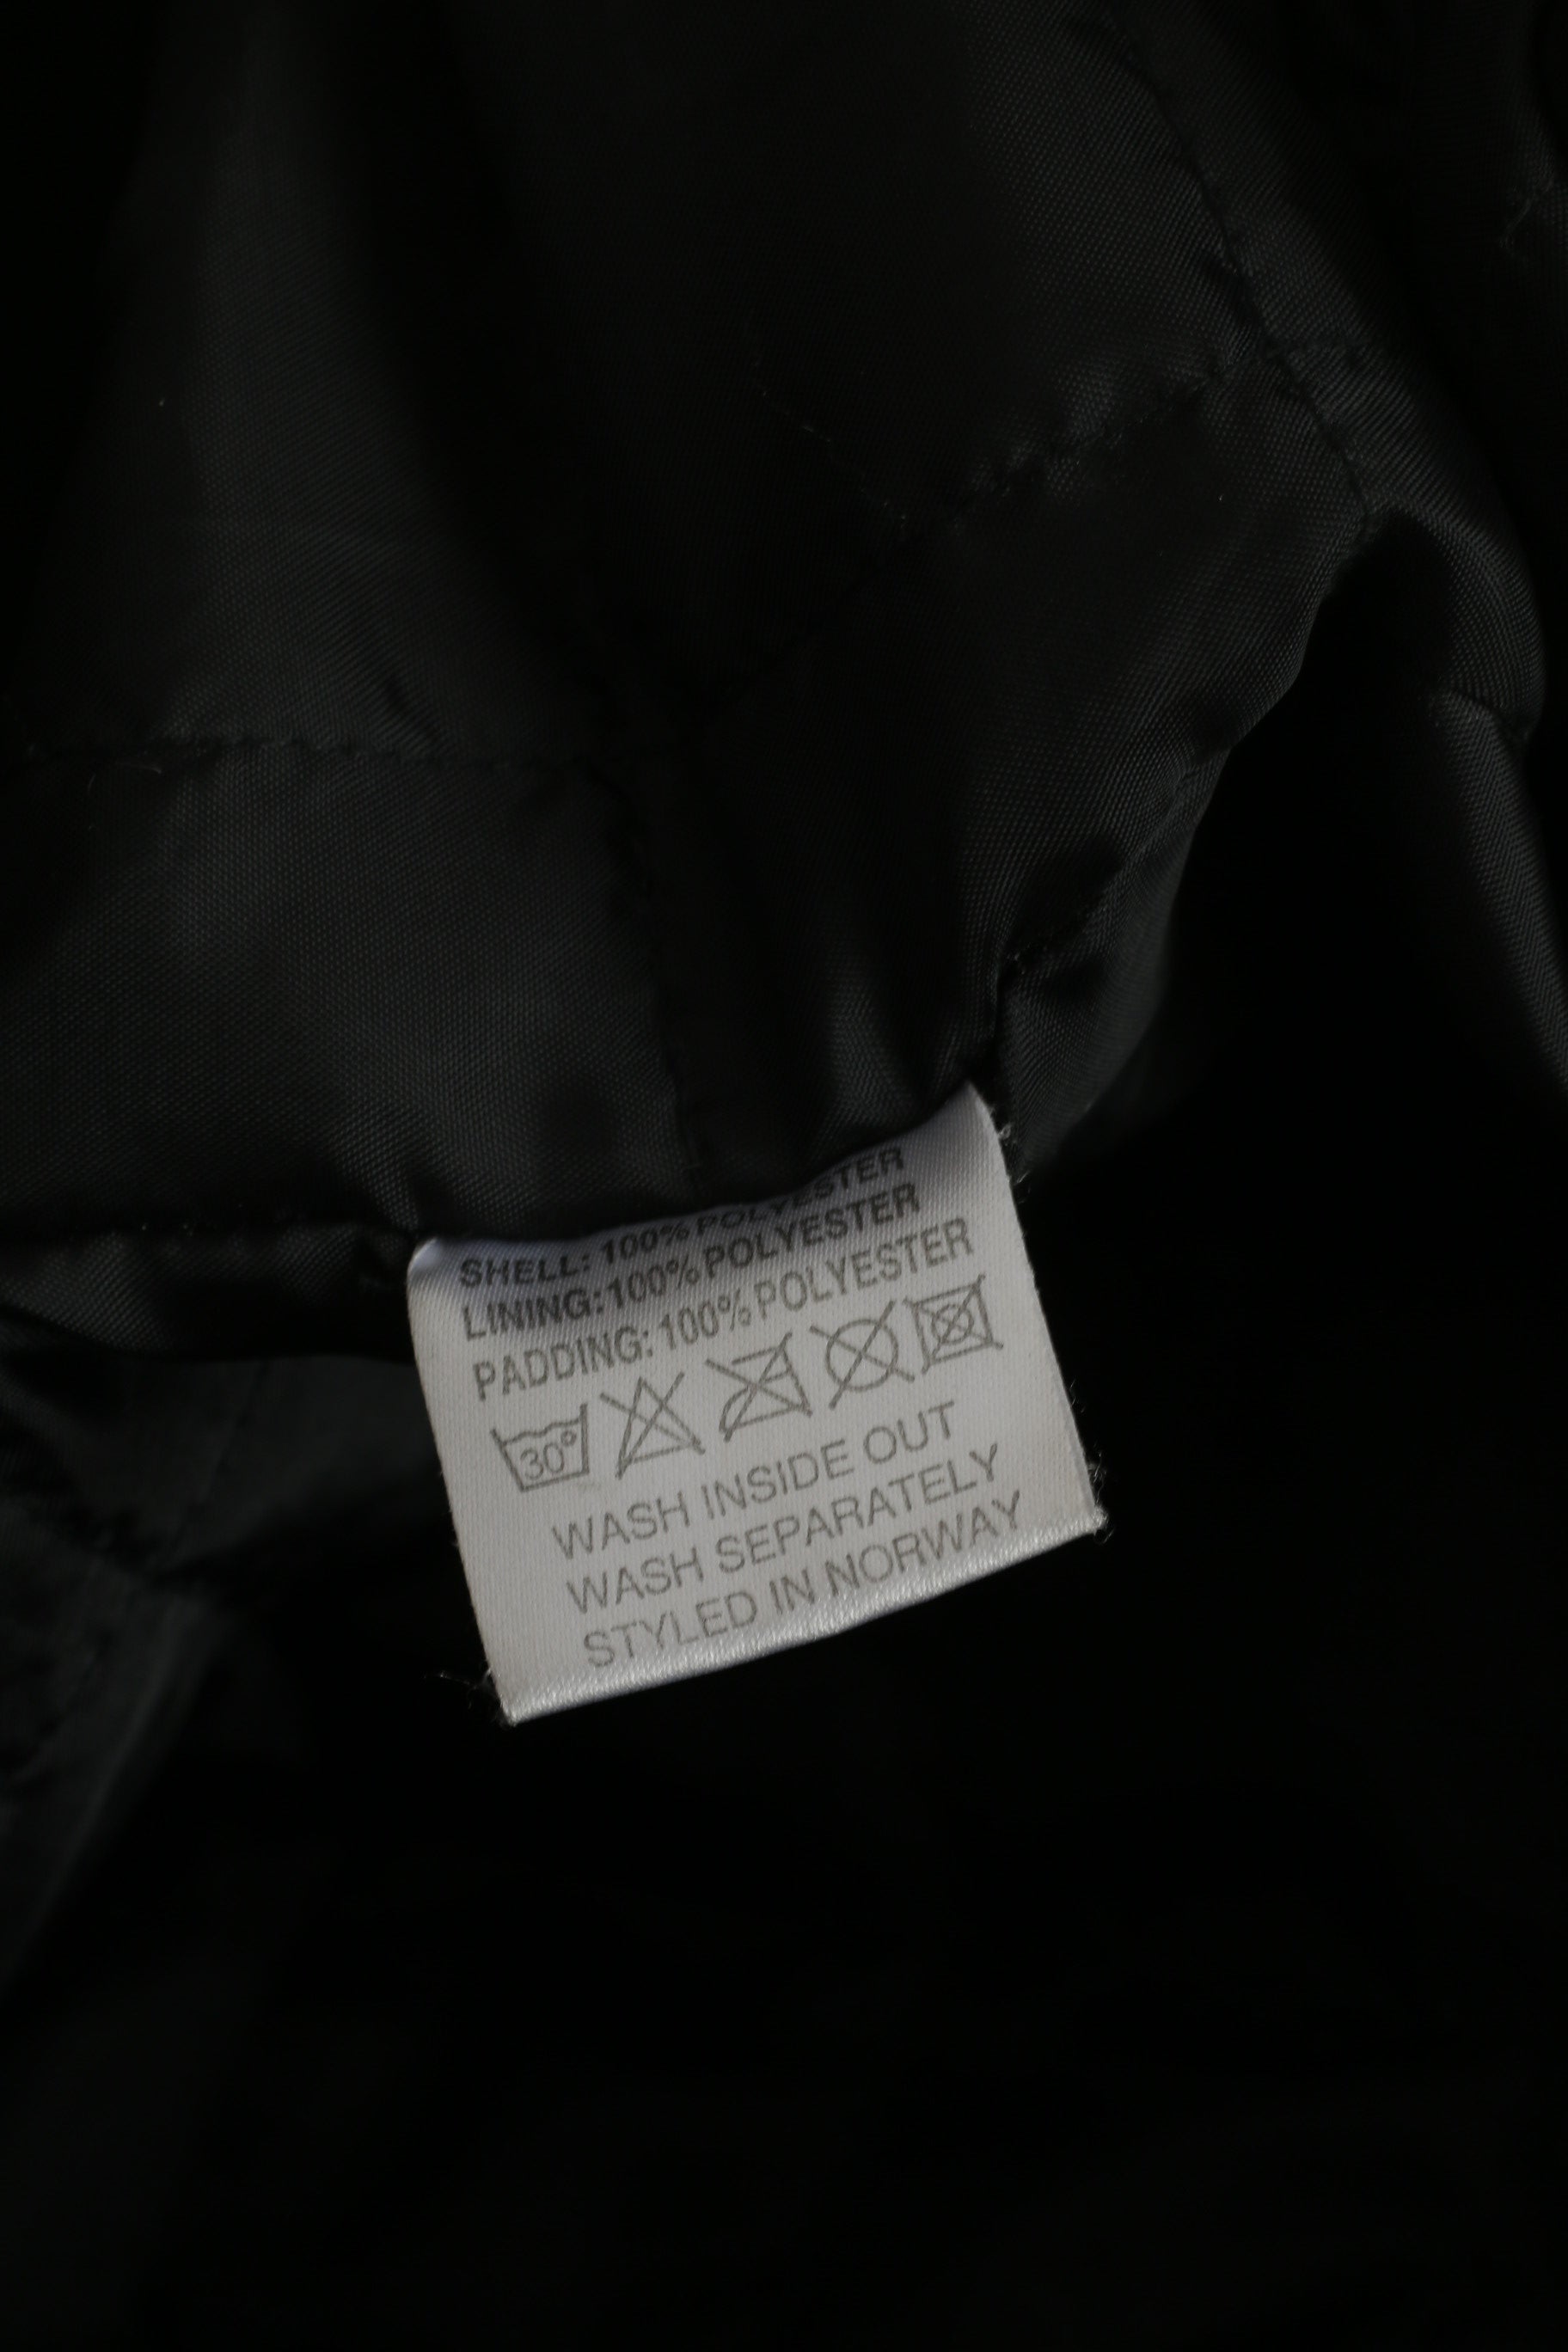 SHELL: 100% POLYESTER
LINING: 100% POLYESTER
PADDING: 100% POLYESTER
30°
WASH INSIDE OUT
WASH SEPARATELY
STYLED IN NORWAY